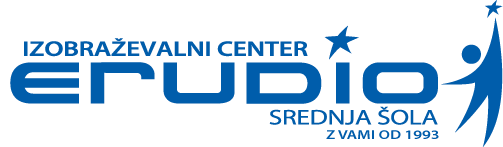 IZOBRAŽEVALNI CENTER
ERUDIO
SREDNJA ŠOLA
Z VAMI OD 1993